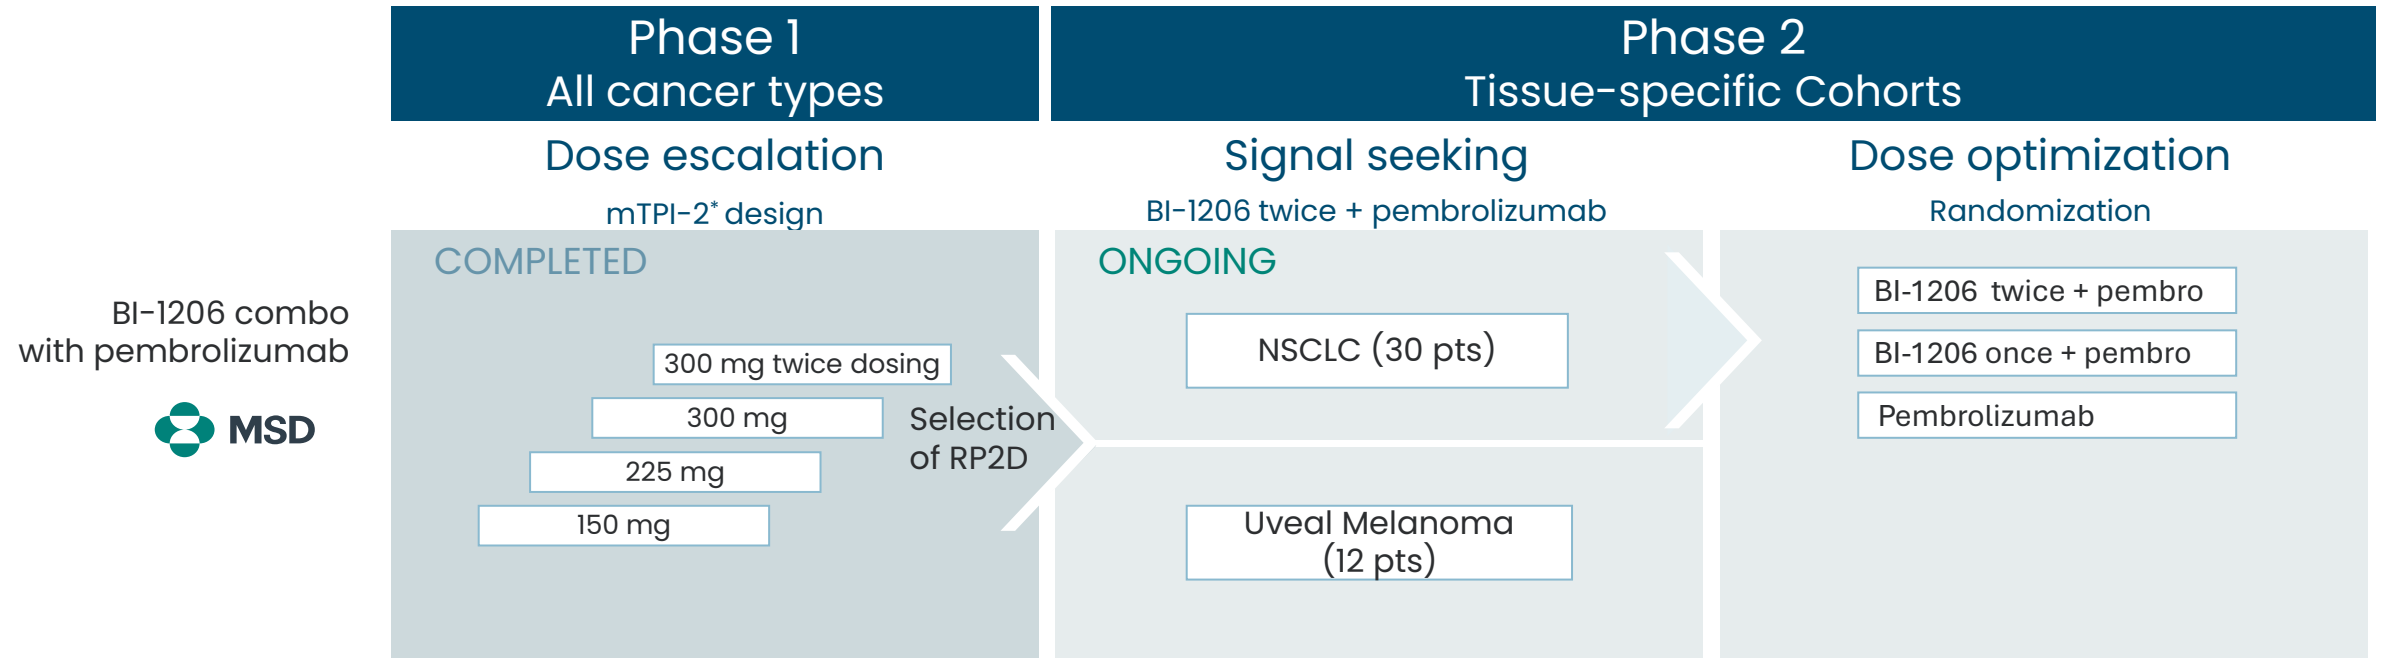 Phase 1
All cancer types
Phase 2
Tissue-specific Cohorts
Dose escalation
mTPI-2* design
Signal seeking
BI-1206 twice + pembrolizumab
Dose optimization
Randomization
BI-1206 combo
with pembrolizumab
MSD
COMPLETED
300 mg twice dosing
300 mg
225 mg
150 mg
Selection
of RP2D
ONGOING
NSCLC (30 pts)
Uveal Melanoma
(12 pts)
BI-1206 twice + pembro
BI-1206 once + pembro
Pembrolizumab